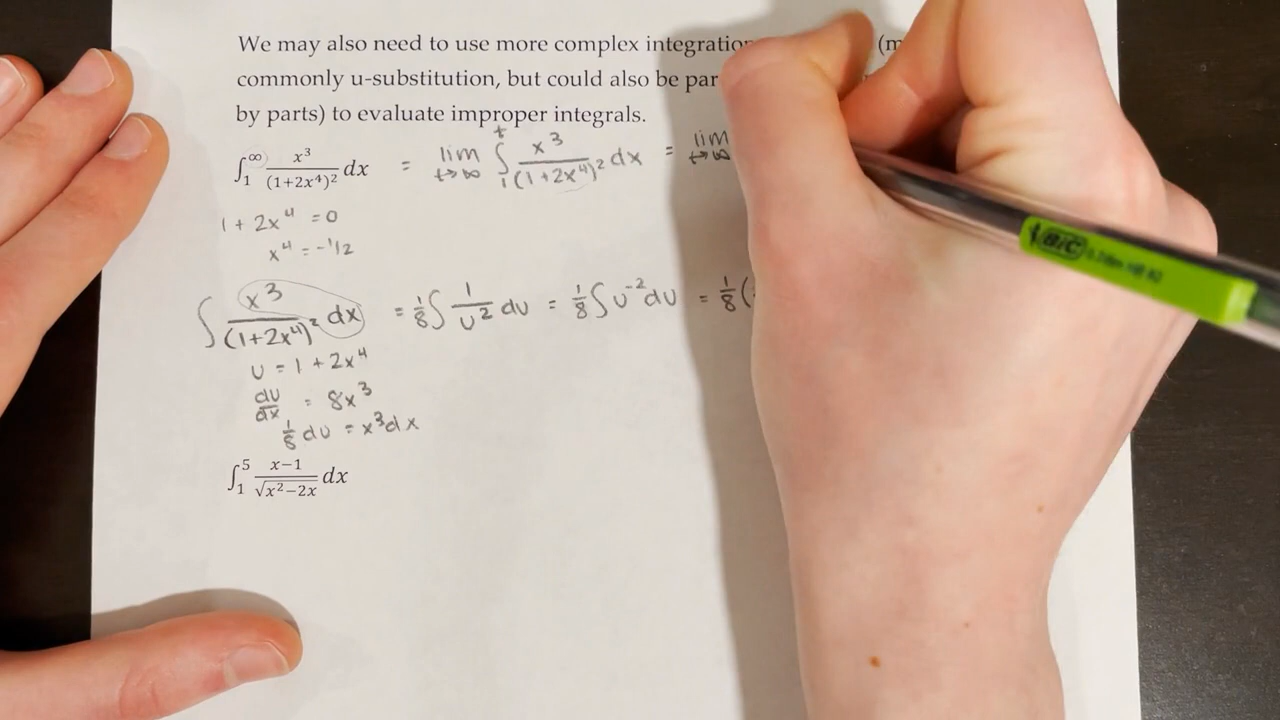 We may also need to use more complex integration (m
commonly u-substitution, but could also be par
by parts) to evaluate improper integrals.
∫₁^∞ x³/(1+2x⁴)² dx = lim t→∞ ∫₁^t x³/(1+2x⁴)² dx = lim t→∞
1 + 2x⁴ = 0
x⁴ = -1/2
∫ x³/(1+2x⁴)² dx = 1/8 ∫ 1/u² du = 1/8 ∫ u⁻² du = 1/8 (
u = 1 + 2x⁴
du/dx = 8x³
1/8 du = x³dx
∫₁⁵ x−1/√x²−2x dx
BiC